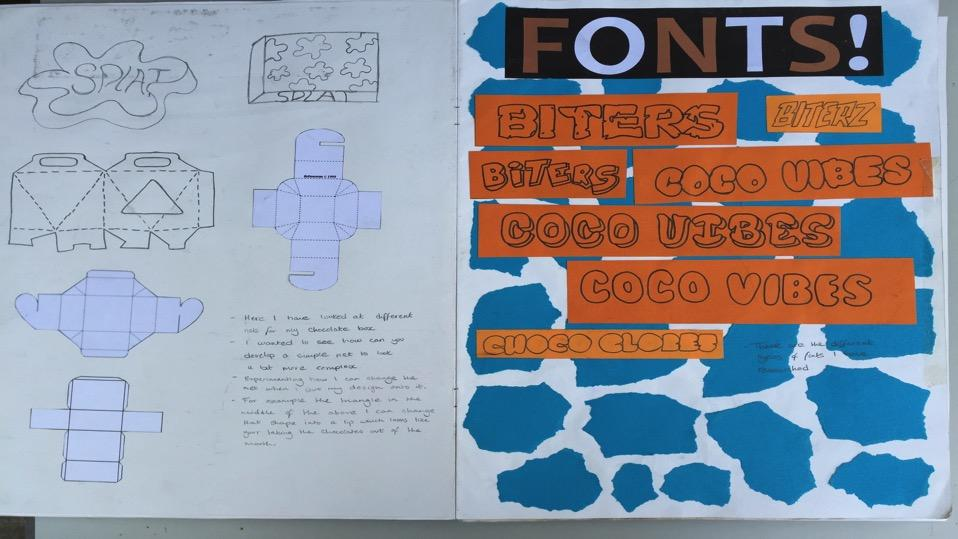 SPLAT
SPLAT
- Here I have looked at different
nets for my chocolate box.
- I wanted to see how can you
develop a simple net to look
a bit more complex
- Experimenting how I can change the
net when I give my design onto it.
- For example the triangle in the
middle of the above I can change
that shape into a lip which looks like
your taking the chocolates out of the
mouth.
FONTS!
BITERS
BITERZ
BiTERS
COCO VIBES
COCO VIBES
COCO VIBES
CHOCO GLOBES
- These are the different
types of fonts I have
researched